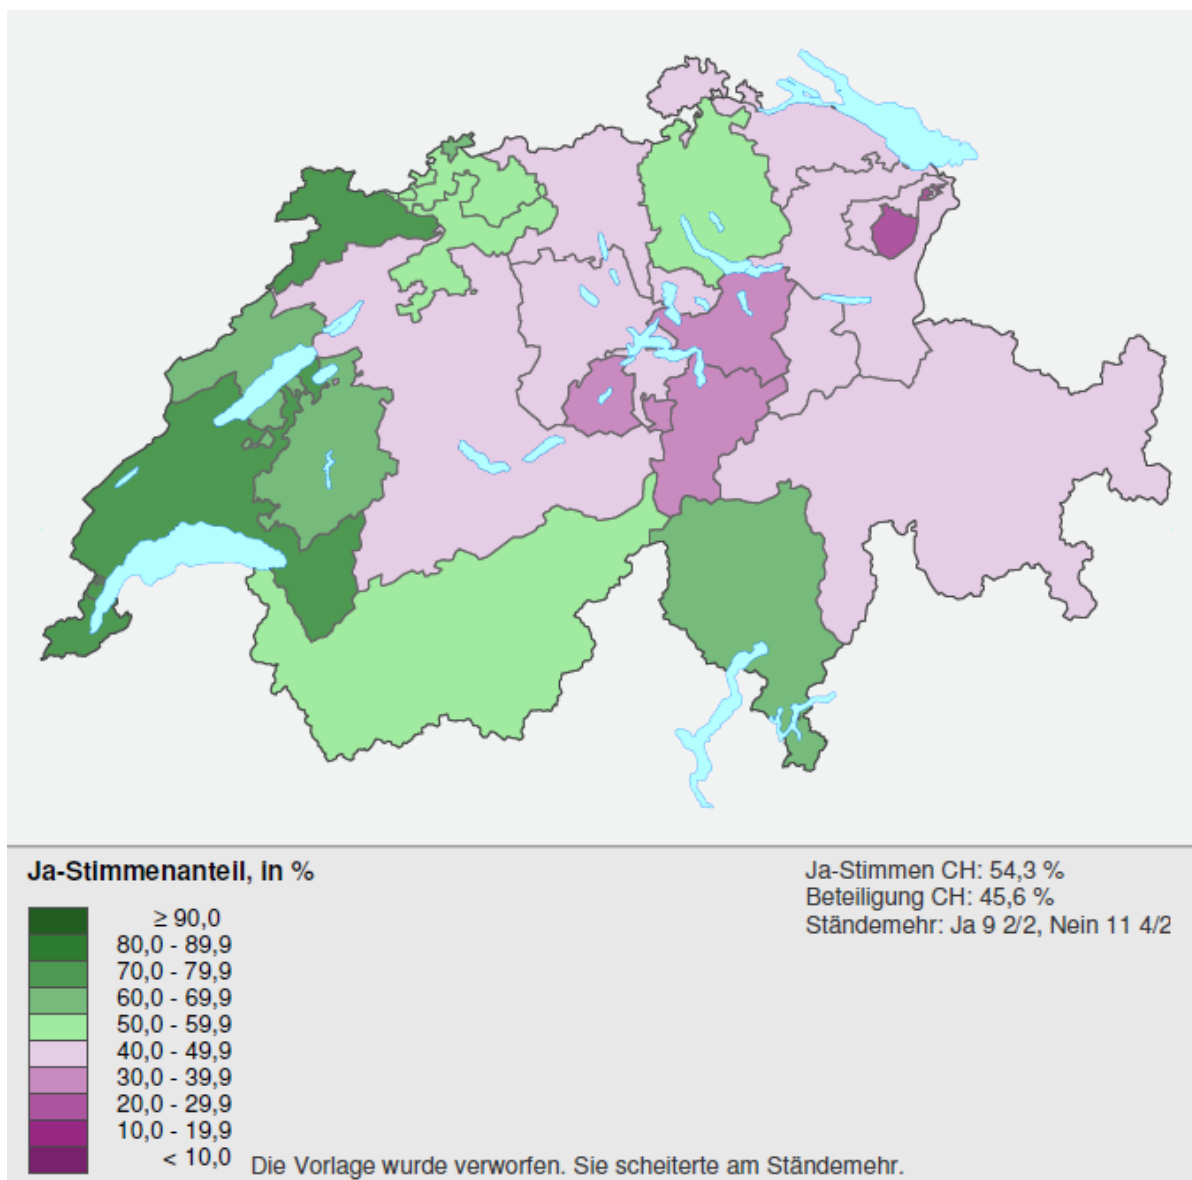 Ja-Stimmenanteil, in %
≥ 90,0
80,0 - 89,9
70,0 - 79,9
60,0 - 69,9
50,0 - 59,9
40,0 - 49,9
30,0 - 39,9
20,0 - 29,9
10,0 - 19,9
< 10,0
Ja-Stimmen CH: 54,3 %
Beteiligung CH: 45,6 %
Ständemehr: Ja 9 2/2, Nein 11 4/2
Die Vorlage wurde verworfen. Sie scheiterte am Ständemehr.